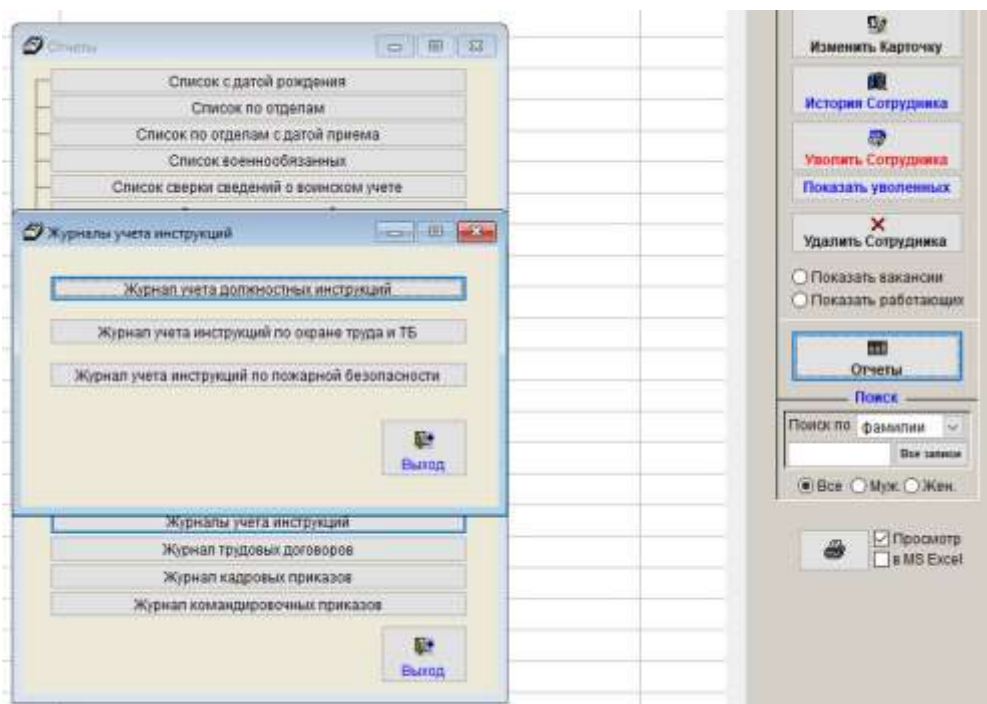 Отчеты
Список с датой рождения
Список по отделам
Список по отделам с датой приема
Список военнообязанных
Список сверки сведений о воинском учете
Журналы учета инструкций
Журнал учета должностных инструкций
Журнал учета инструкций по охране труда и ТБ
Журнал учета инструкций по пожарной безопасности
Выход
Журналы учета инструкций
Журнал трудовых договоров
Журнал кадровых приказов
Журнал командировочных приказов
Выход
Изменить Карточку
История Сотрудника
Уволить Сотрудника
Показать уволенных
Удалить Сотрудника
Показать вакансии
Показать работающих
Отчеты
Поиск
Поиск по фамилии
Все записи
Все Муж. Жен.
Просмотр
в MS Excel